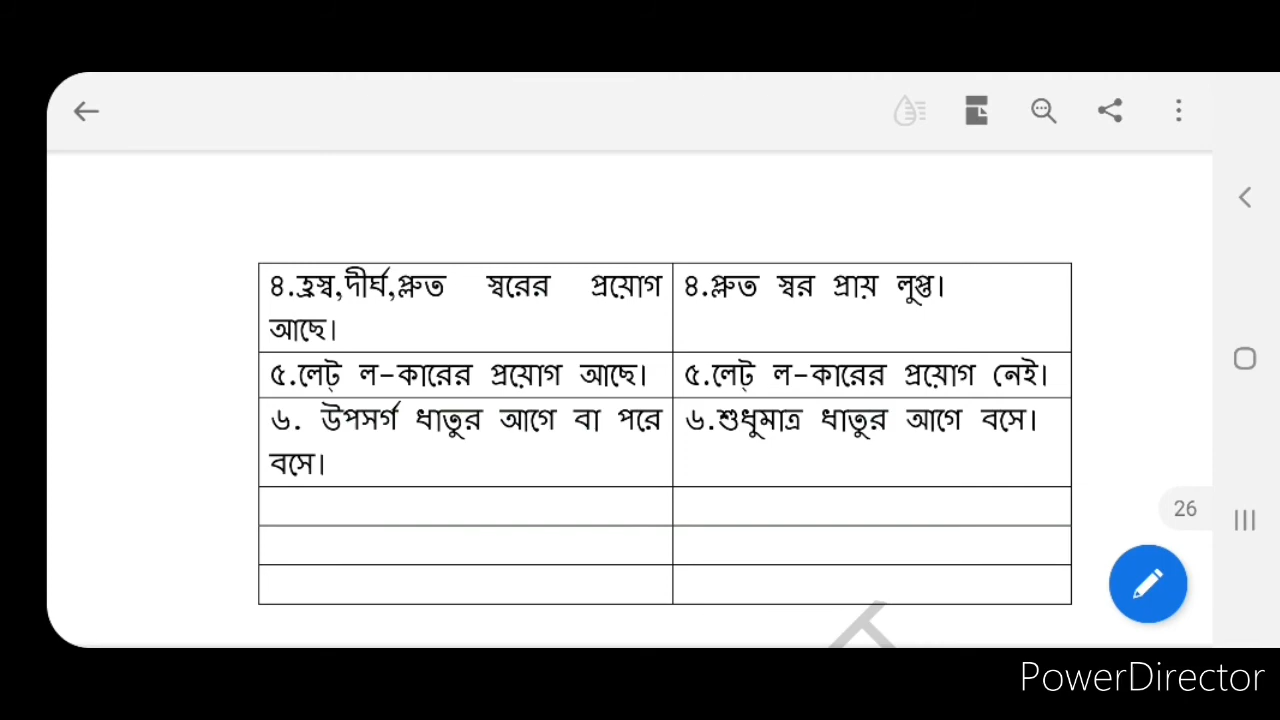 ৪.হ্রস্ব,দীর্ঘ,প্লুত স্বরের প্রয়োগ আছে।
৪.প্লুত স্বর প্রায় লুপ্ত।
৫.লেট্ ল-কারের প্রয়োগ আছে।
৫.লেট্ ল-কারের প্রয়োগ নেই।
৬. উপসর্গ ধাতুর আগে বা পরে বসে।
৬.শুধুমাত্র ধাতুর আগে বসে।
26
PowerDirector